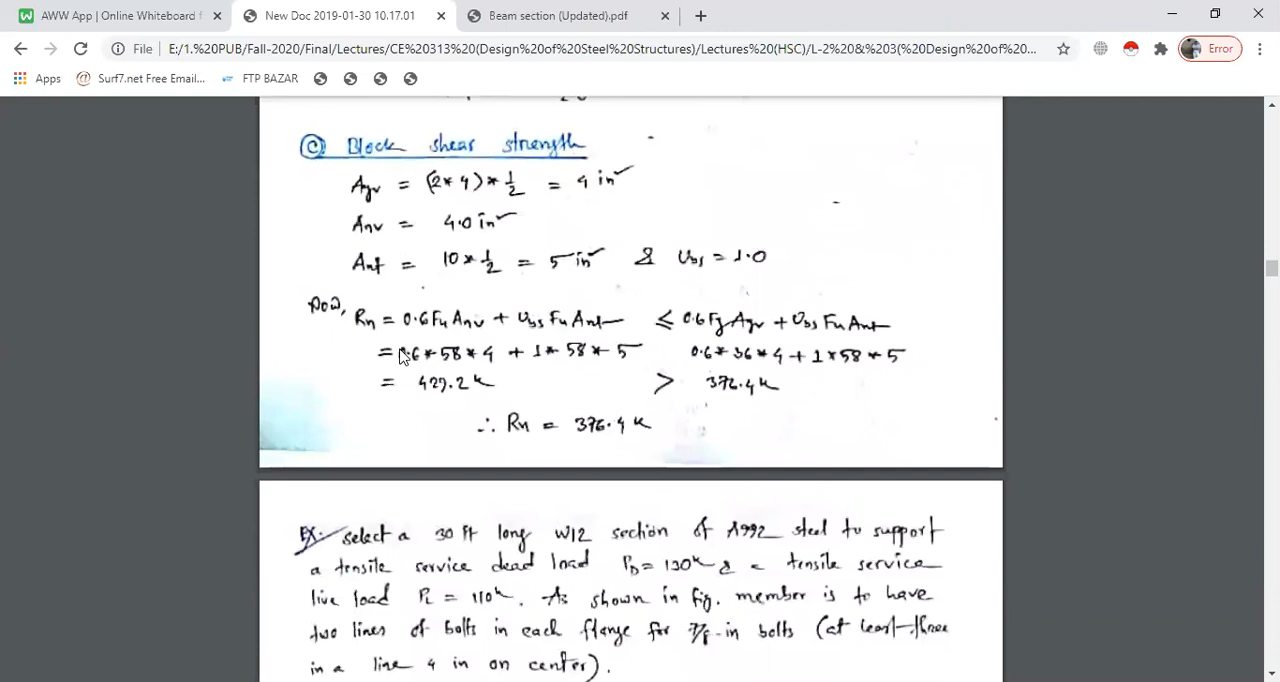 AWW App | Online Whiteboard f
New Doc 2019-01-30 10.17.01
Beam section (Updated).pdf
File
E:/1.%20PUB/Fall-2020/Final/Lectures/CE%20313%20(Design%20of%20Steel%20Structures)/Lectures%20(HSC)/L-2%20&%203(%20Design%20of%20...
Error
Apps
Surf7.net Free Email...
FTP BAZAR
(C) Block shear strength
Agv = (2*4)*1/2 = 4 in²
Anv = 4.0 in²
Ant = 10*1/2 = 5 in² & Ubs = 1.0
Now, Rn = 0.6FuAnv + UbsFuAnt ≤ 0.6FyAgv + UbsFuAnt
= 0.6*58*4 + 1*58*5 0.6*36*4 + 1*58*5
= 429.2k > 376.4k
∴ Rn = 376.4k
EX: select a 30 ft long W12 section of A992 steel to support
a tensile service dead load PD = 130k & a tensile service
live load PL = 110k. As shown in fig. member is to have
two lines of bolts in each flange for 7/8-in bolts (at least three
in a line 4 in on center).